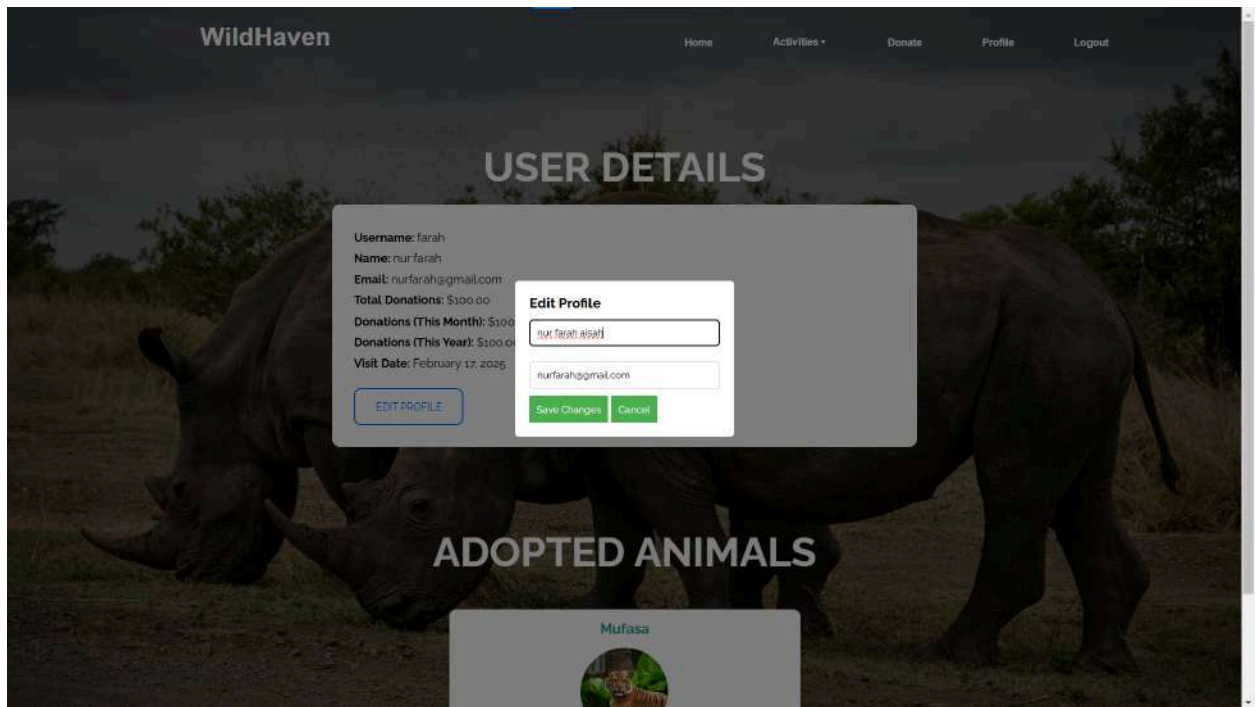 WildHaven
Home Activities Donate Profile Logout
USER DETAILS
Username: farah
Name: nur farah
Email: nurfarah@gmail.com
Total Donations: $100.00
Donations (This Month): $100
Donations (This Year): $100.0
Visit Date: February 17, 2025
EDIT PROFILE
Edit Profile
nur farah aisah
nurfarah@gmail.com
Save Changes Cancel
ADOPTED ANIMALS
Mufasa